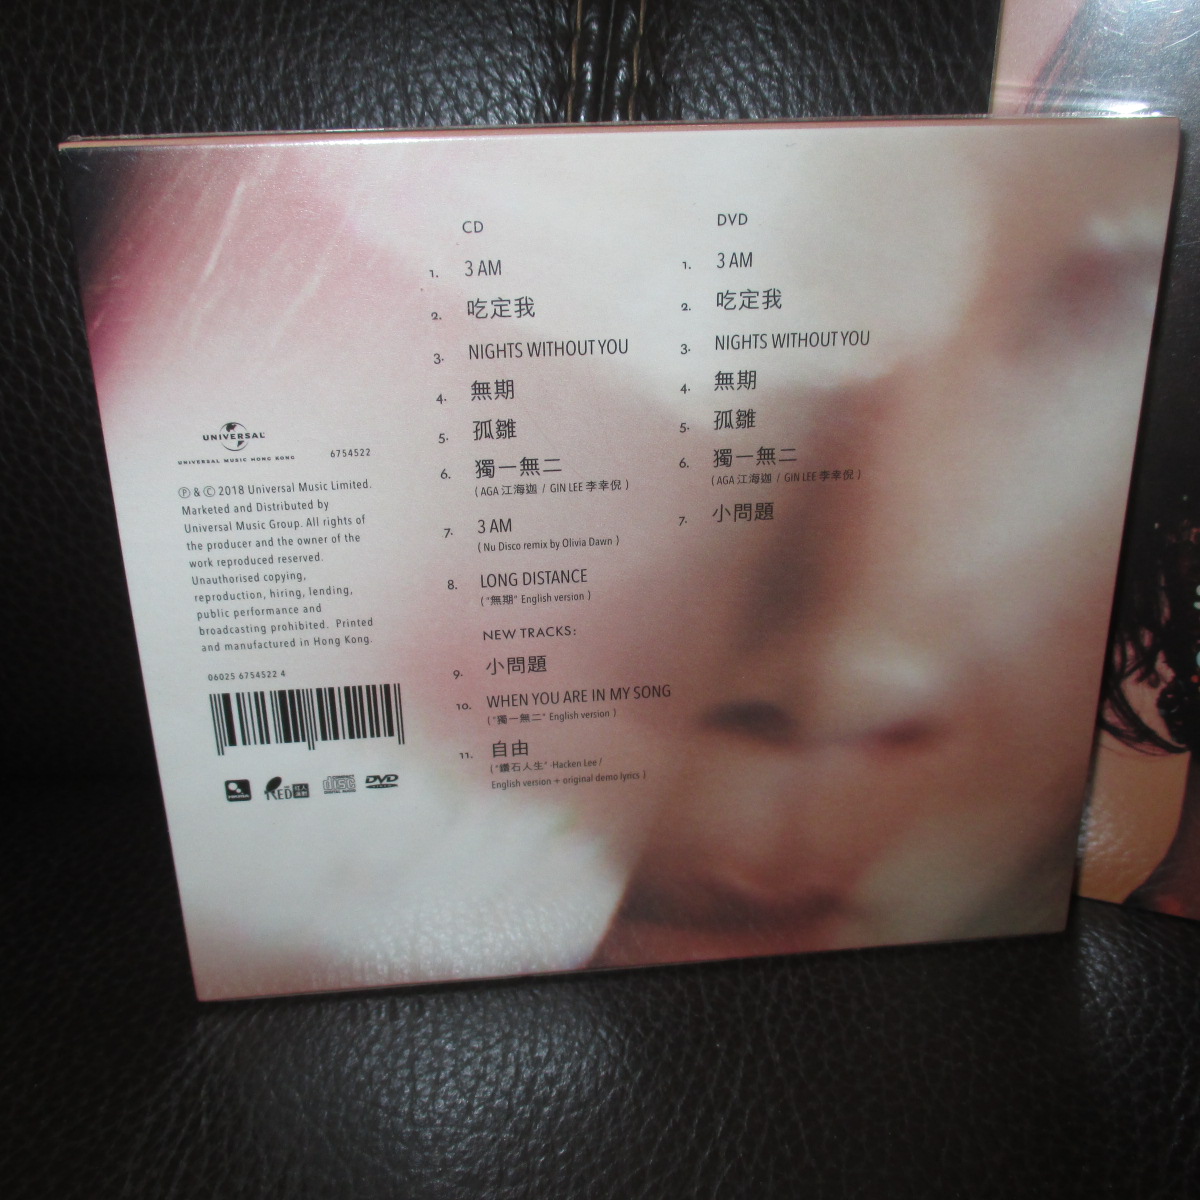 CD
1. 3 AM
2. 吃定我
3. NIGHTS WITHOUT YOU
4. 無期
5. 孤雛
6. 獨一無二
( AGA 江海迦 / GIN LEE 李幸倪 )
7. 3 AM
( Nu Disco remix by Olivia Dawn )
8. LONG DISTANCE
( "無期" English version )
NEW TRACKS:
9. 小問題
10. WHEN YOU ARE IN MY SONG
( "獨一無二" English version )
11. 自由
( "鑽石人生" -Hacken Lee /
English version + original demo lyrics )
DVD
1. 3 AM
2. 吃定我
3. NIGHTS WITHOUT YOU
4. 無期
5. 孤雛
6. 獨一無二
( AGA 江海迦 / GIN LEE 李幸倪 )
7. 小問題
UNIVERSAL
UNIVERSAL MUSIC HONG KONG
6754522
Ⓟ & Ⓒ 2018 Universal Music Limited.
Marketed and Distributed by
Universal Music Group. All rights of
the producer and the owner of the
work reproduced reserved.
Unauthorised copying,
reproduction, hiring, lending,
public performance and
broadcasting prohibited. Printed
and manufactured in Hong Kong.
06025 6754522 4
UNIVERSAL
RED
disc
DIGITAL AUDIO
DVD
VIDEO